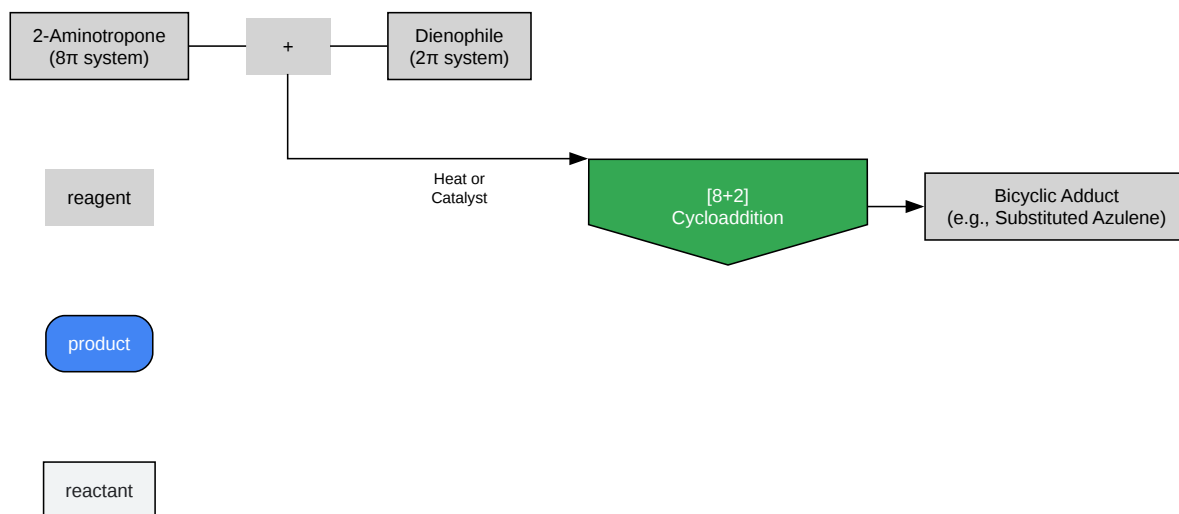 2-Aminotropone
(8π system)
+
Dienophile
(2π system)
Heat or
Catalyst
[8+2]
Cycloaddition
Bicyclic Adduct
(e.g., Substituted Azulene)
reagent
product
reactant